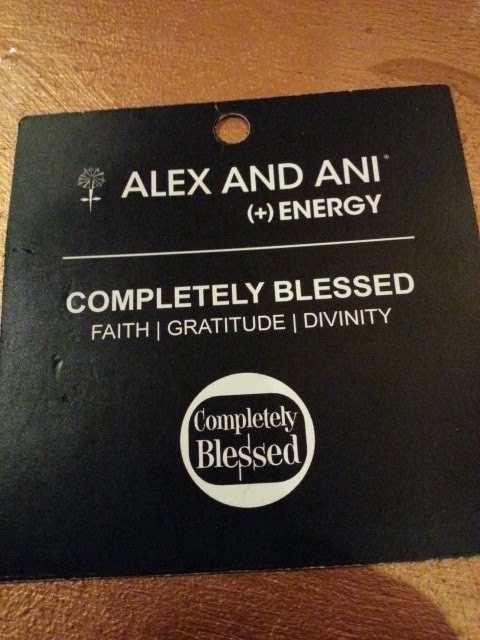 ALEX AND ANI®
(+) ENERGY
COMPLETELY BLESSED
FAITH | GRATITUDE | DIVINITY
Completely
Blessed